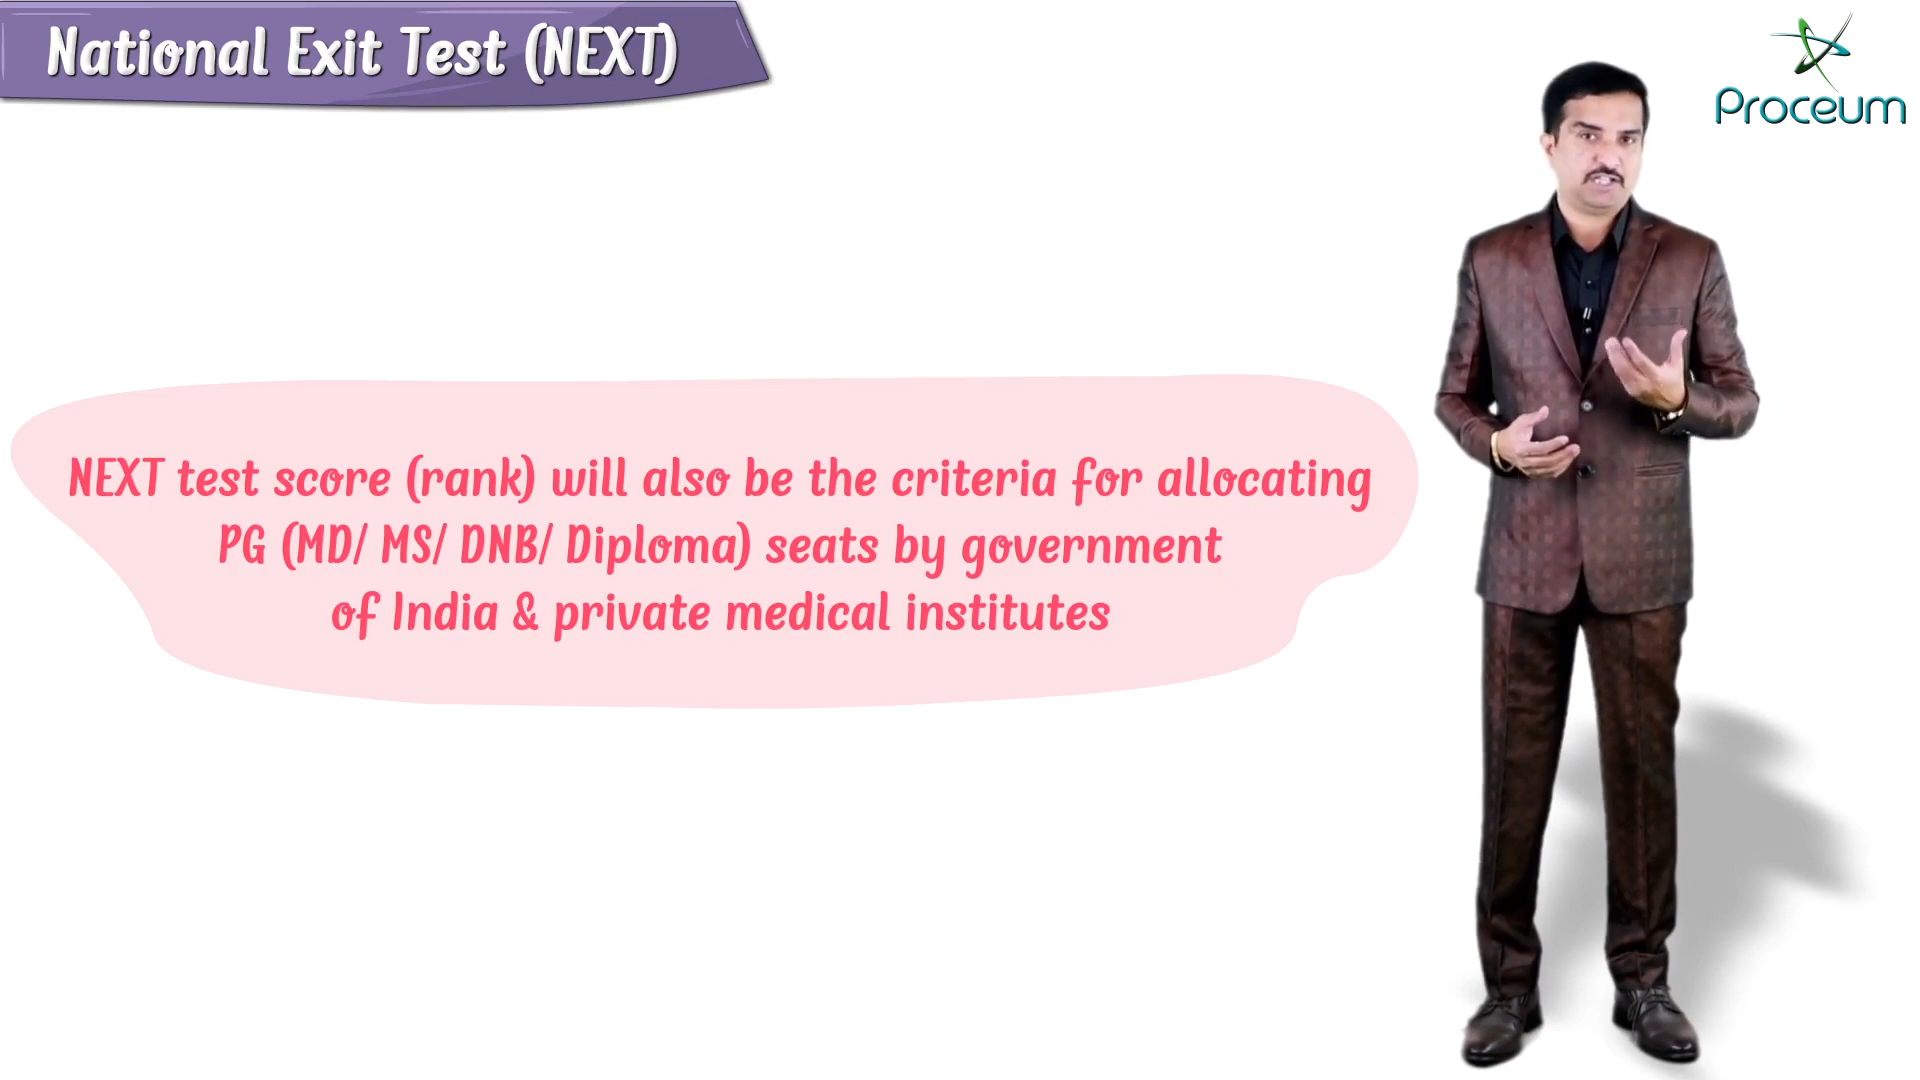 National Exit Test (NEXT)
Proceum
NEXT test score (rank) will also be the criteria for allocating
PG (MD/ MS/ DNB/ Diploma) seats by government
of India & private medical institutes